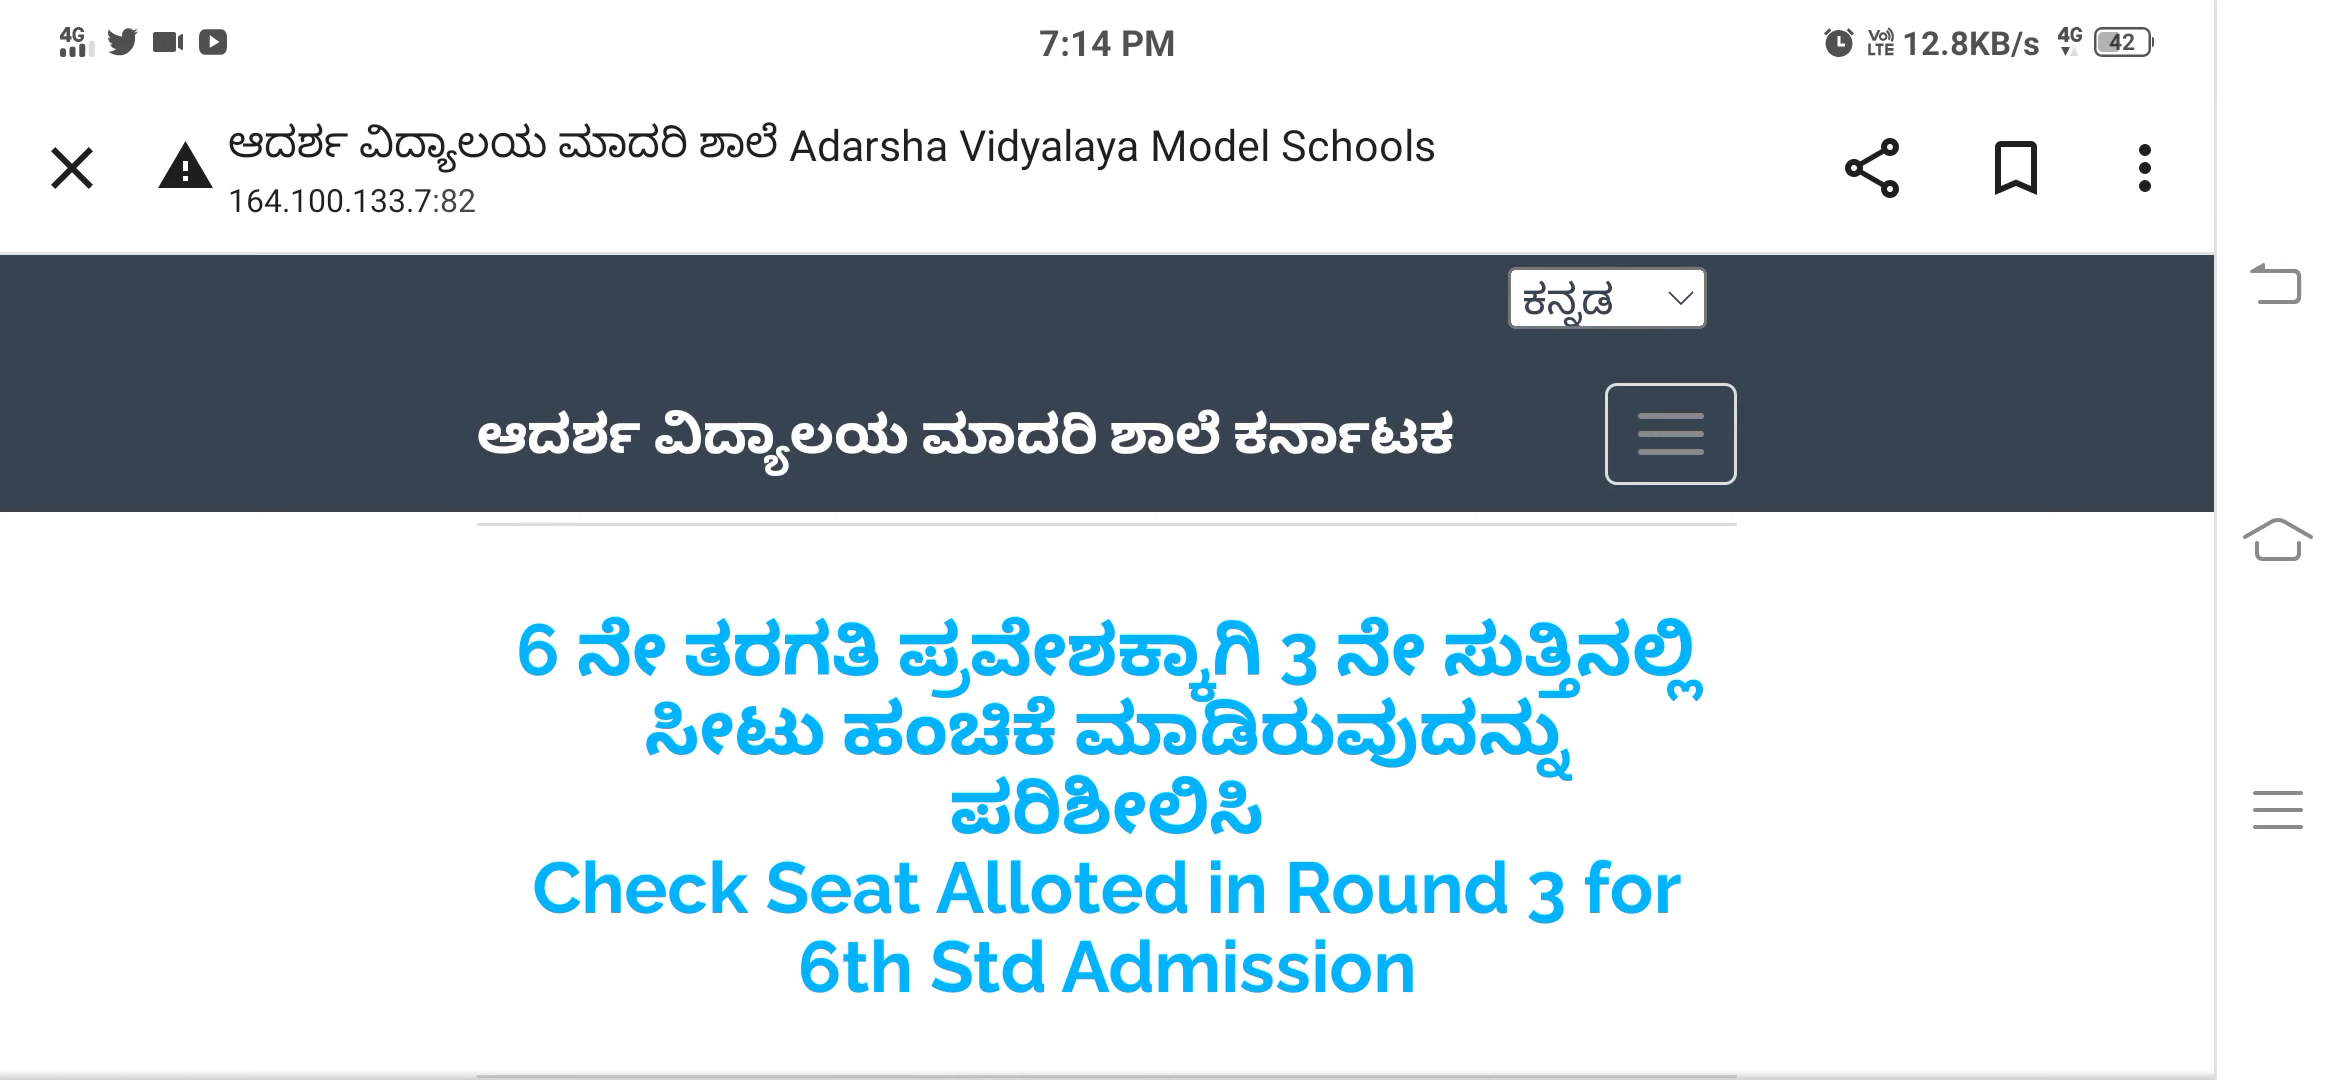 4G 7:14 PM Vo) LTE 12.8KB/s 4G 42
ಆದರ್ಶ ವಿದ್ಯಾಲಯ ಮಾದರಿ ಶಾಲೆ Adarsha Vidyalaya Model Schools
164.100.133.7:82
ಕನ್ನಡ
ಆದರ್ಶ ವಿದ್ಯಾಲಯ ಮಾದರಿ ಶಾಲೆ ಕರ್ನಾಟಕ
6 ನೇ ತರಗತಿ ಪ್ರವೇಶಕ್ಕಾಗಿ 3 ನೇ ಸುತ್ತಿನಲ್ಲಿ
ಸೀಟು ಹಂಚಿಕೆ ಮಾಡಿರುವುದನ್ನು
ಪರಿಶೀಲಿಸಿ
Check Seat Alloted in Round 3 for
6th Std Admission